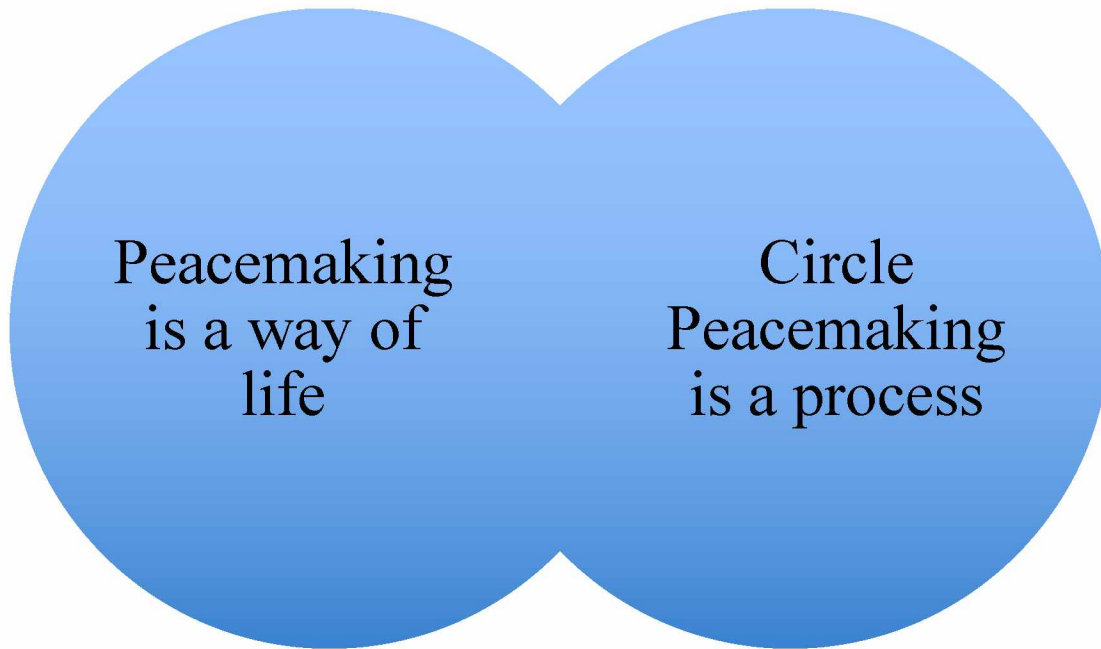 Peacemaking
is a way of
life
Circle
Peacemaking
is a process